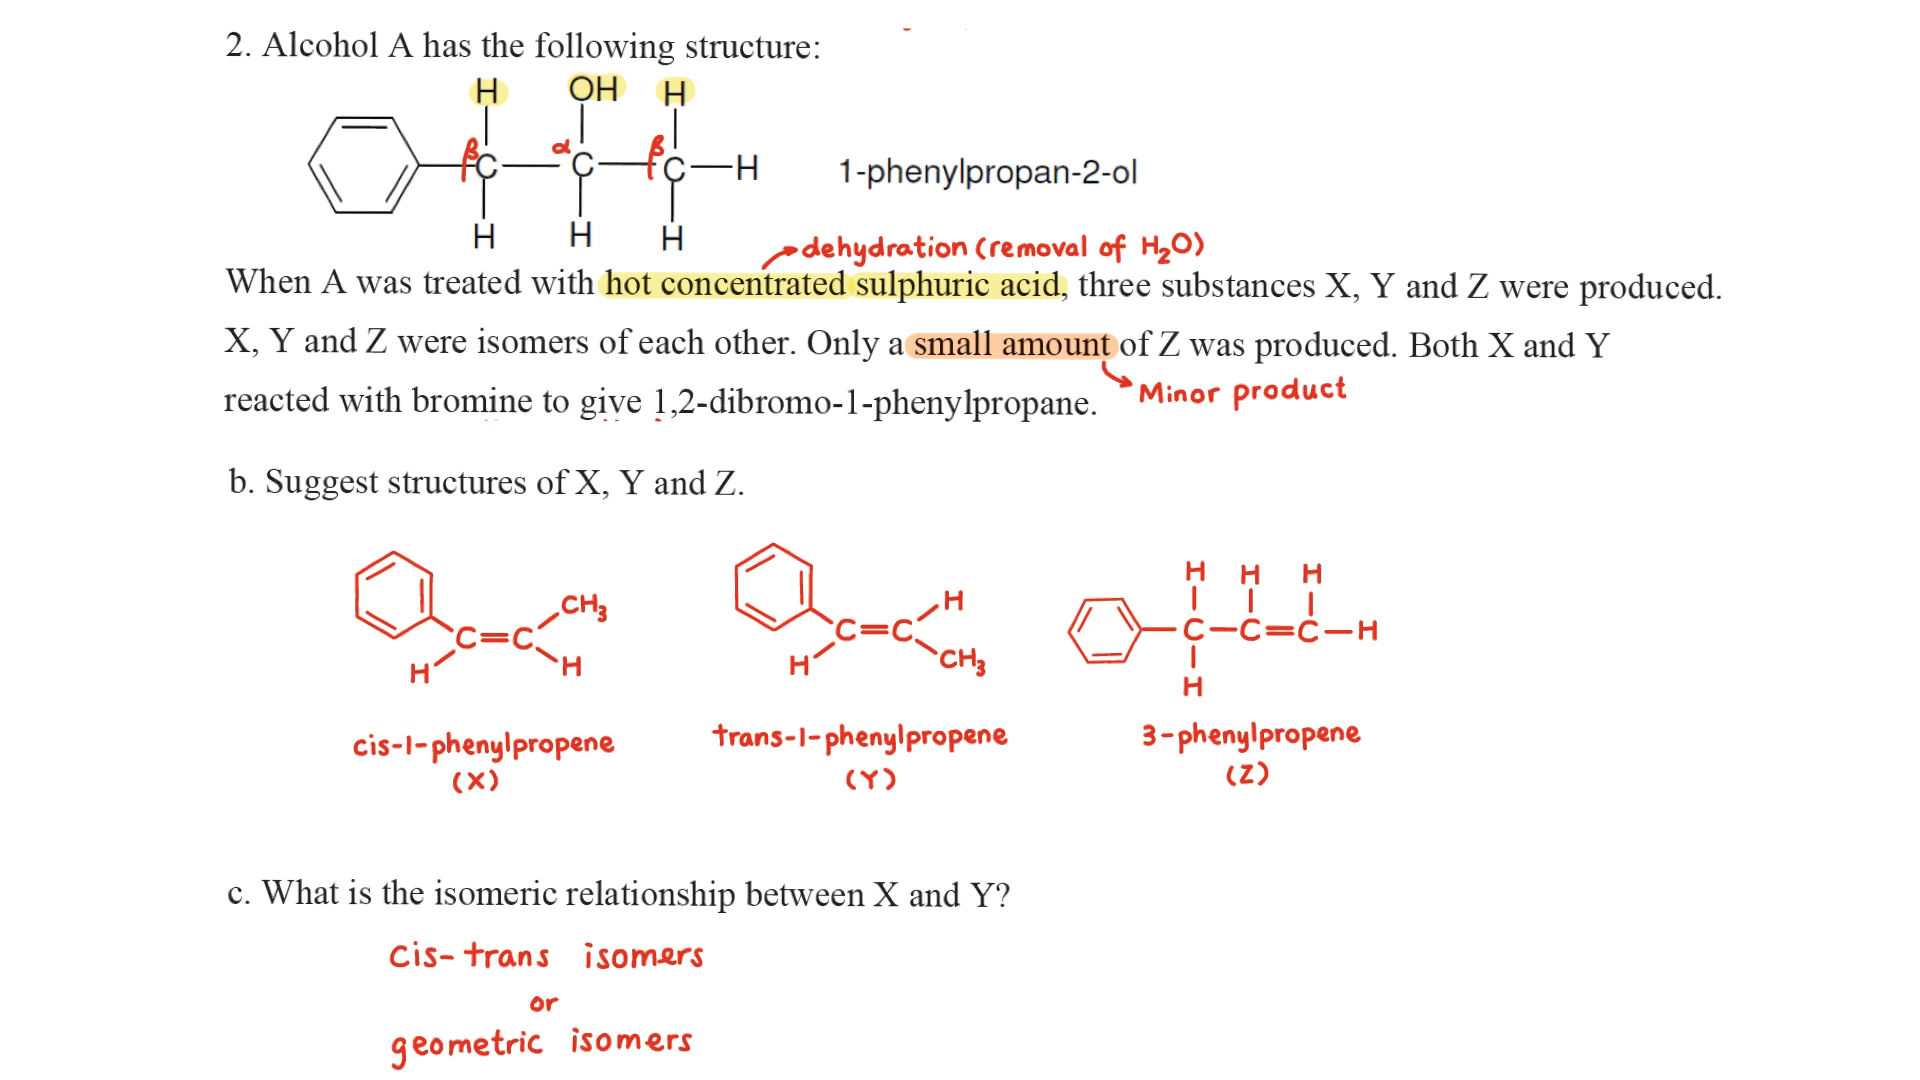 2. Alcohol A has the following structure:
H OH H
β C α C β C H 1-phenylpropan-2-ol
H H H
dehydration (removal of H₂O)
When A was treated with hot concentrated sulphuric acid, three substances X, Y and Z were produced.
X, Y and Z were isomers of each other. Only a small amount of Z was produced. Both X and Y
Minor product
reacted with bromine to give 1,2-dibromo-1-phenylpropane.
b. Suggest structures of X, Y and Z.
CH₃
C=C
H H
H
C=C
H CH₃
H H H
C-C=C-H
H
cis-1-phenylpropene
(X)
trans-1-phenylpropene
(Y)
3-phenylpropene
(Z)
c. What is the isomeric relationship between X and Y?
cis-trans isomers
or
geometric isomers